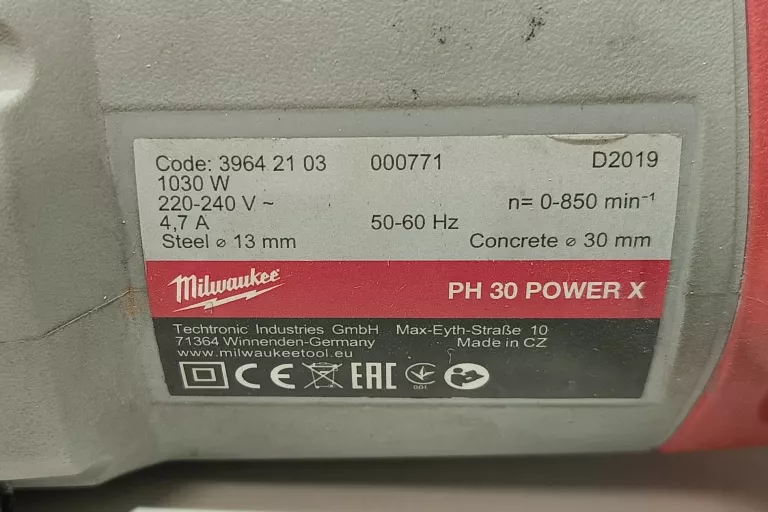 Code: 3964 21 03 000771 D2019
1030 W
220-240 V ~ n= 0-850 min⁻¹
4,7 A 50-60 Hz
Steel ⌀ 13 mm Concrete ⌀ 30 mm
Milwaukee PH 30 POWER X
Techtronic Industries GmbH Max-Eyth-Straße 10
71364 Winnenden-Germany Made in CZ
www.milwaukeetool.eu
CE EAC 001